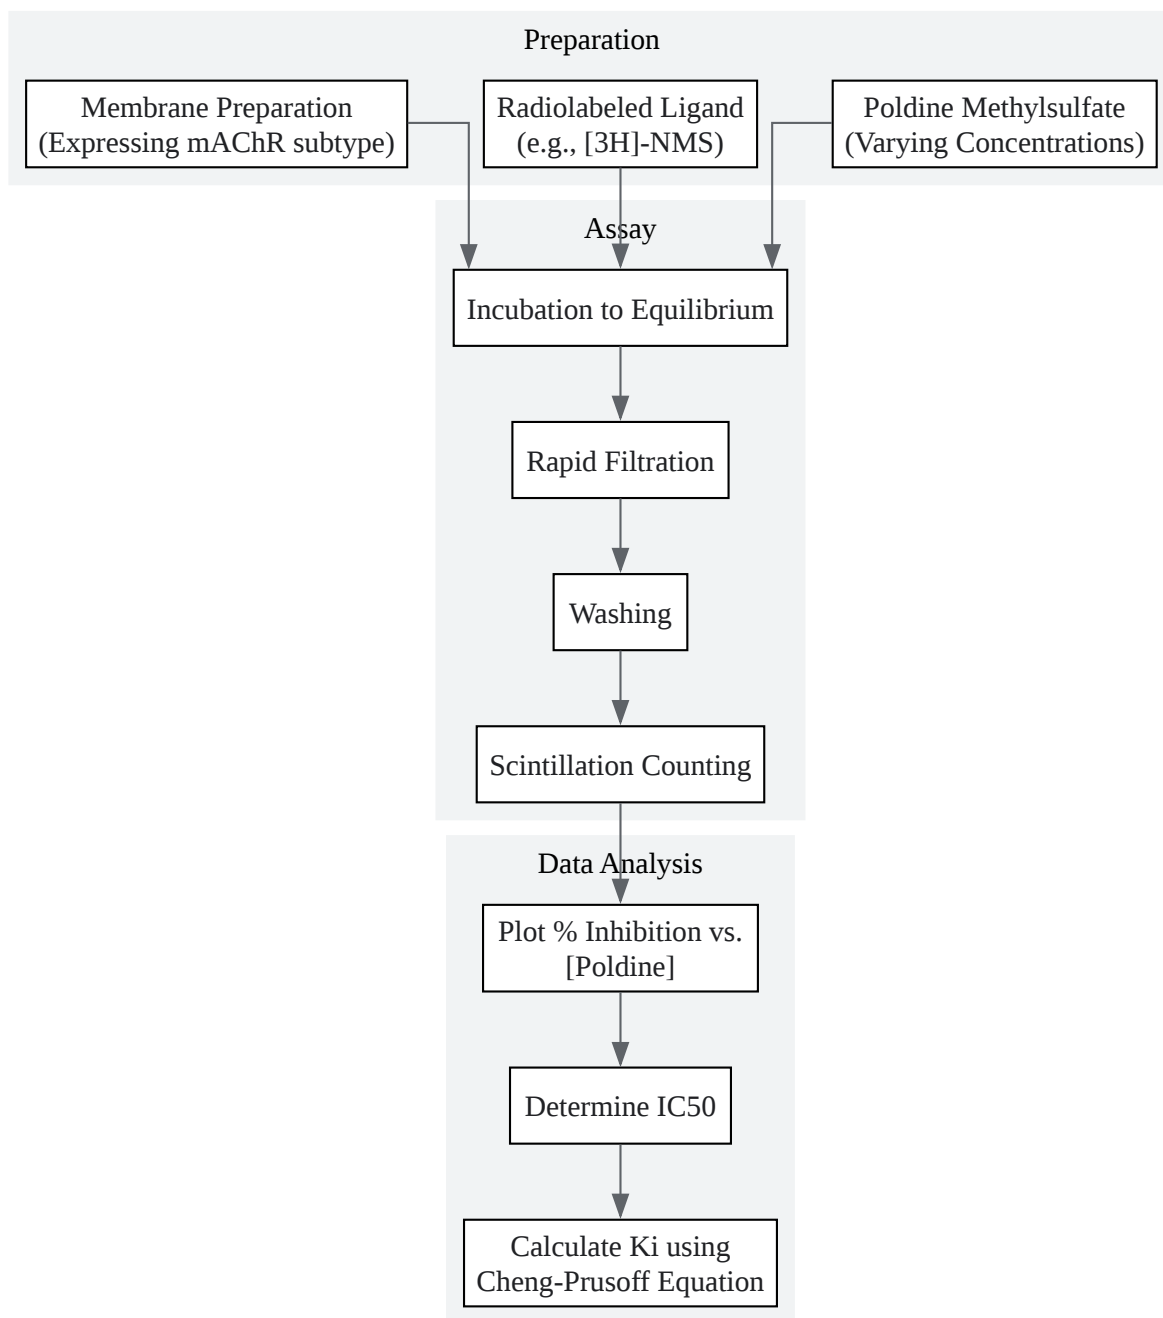 Preparation
Membrane Preparation
(Expressing mAChR subtype)
Radiolabeled Ligand
(e.g., [3H]-NMS)
Poldine Methylsulfate
(Varying Concentrations)
Assay
Incubation to Equilibrium
Rapid Filtration
Washing
Scintillation Counting
Data Analysis
Plot % Inhibition vs.
[Poldine]
Determine IC50
Calculate Ki using
Cheng-Prusoff Equation